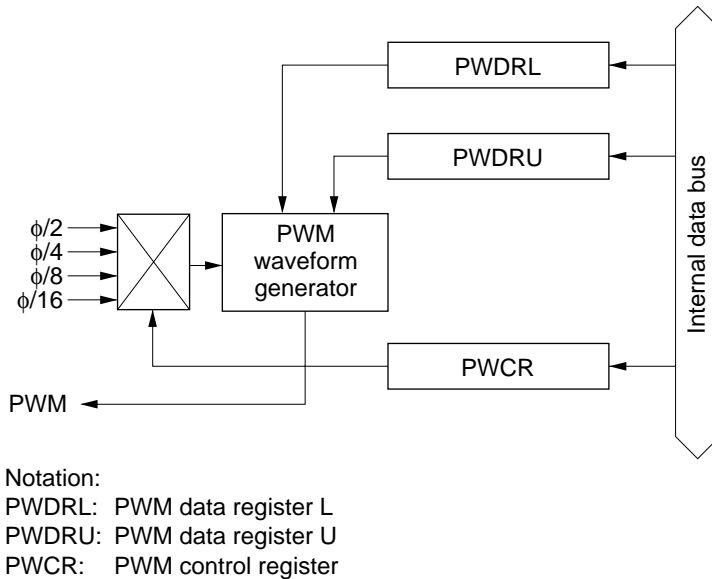 PWDRL
PWDRU
Internal data bus
ϕ/2
ϕ/4
ϕ/8
ϕ/16
PWM
waveform
generator
PWCR
PWM
Notation:
PWDRL: PWM data register L
PWDRU: PWM data register U
PWCR: PWM control register